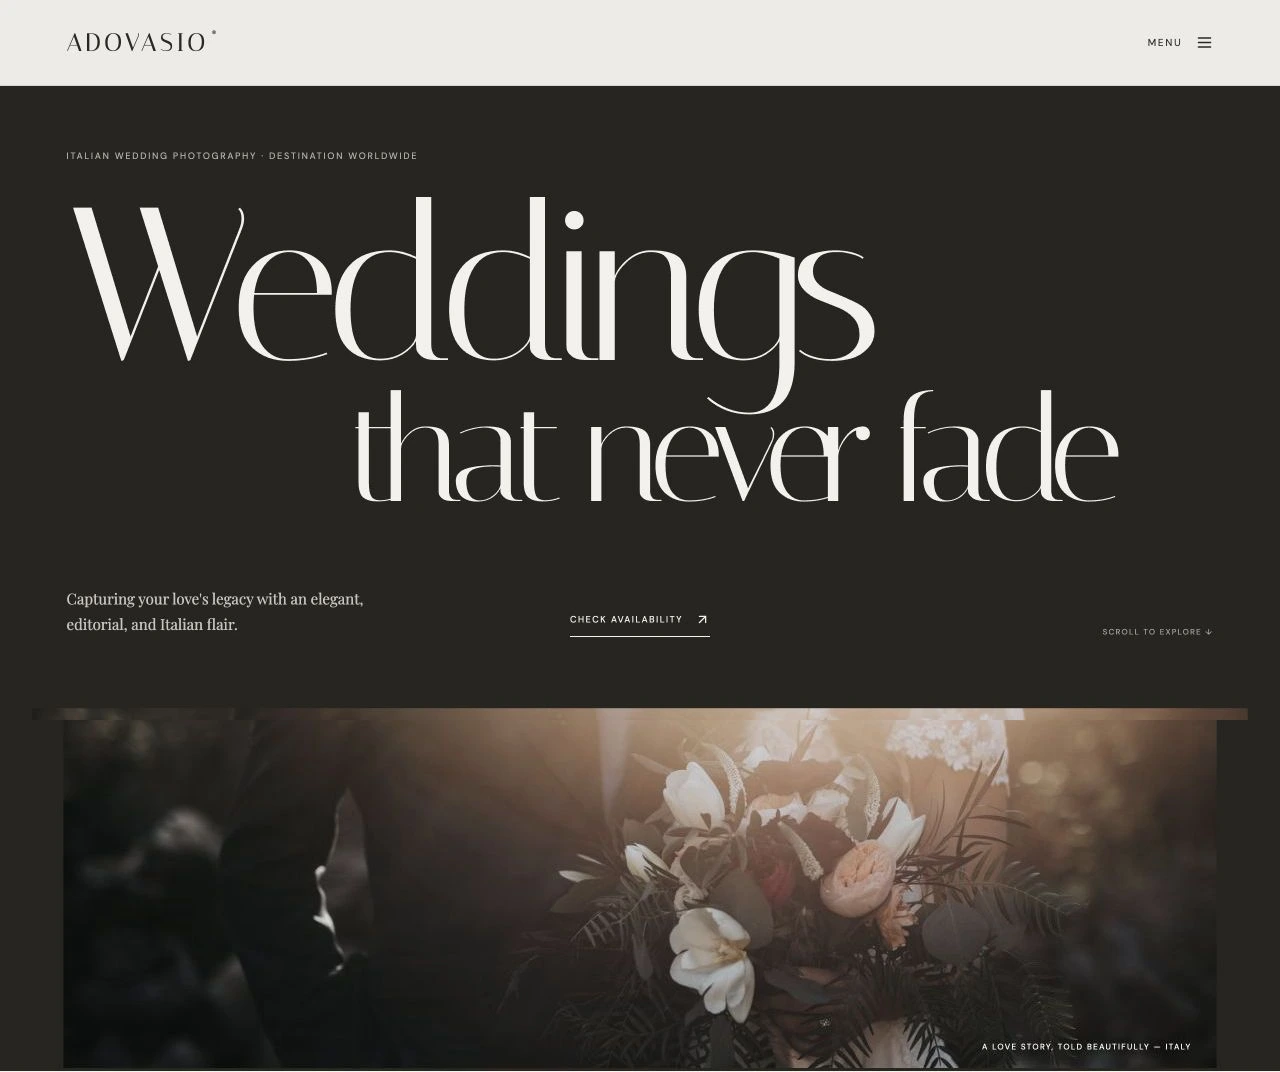 ADOVASIO
MENU
ITALIAN WEDDING PHOTOGRAPHY · DESTINATION WORLDWIDE
Weddings
that never fade
Capturing your love's legacy with an elegant,
editorial, and Italian flair.
CHECK AVAILABILITY
SCROLL TO EXPLORE ↓
A LOVE STORY, TOLD BEAUTIFULLY — ITALY